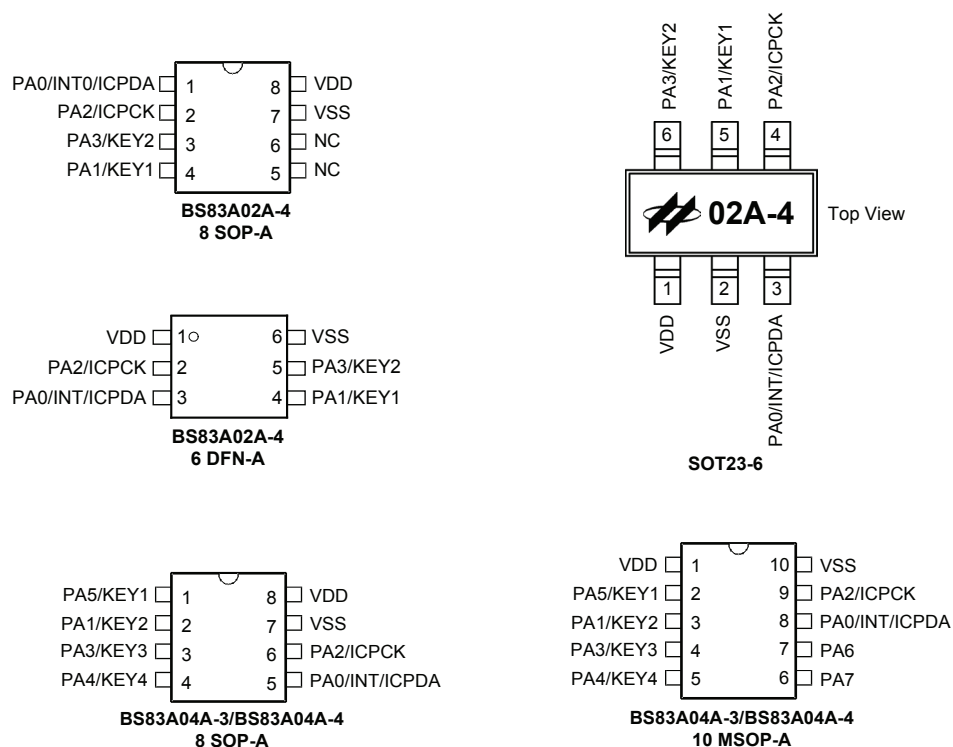 PA0/INT0/ICPDA 1 8 VDD
PA2/ICPCK 2 7 VSS
PA3/KEY2 3 6 NC
PA1/KEY1 4 5 NC
BS83A02A-4
8 SOP-A
PA3/KEY2 PA1/KEY1 PA2/ICPCK
6 5 4
02A-4 Top View
1 2 3
VDD VSS PA0/INT/ICPDA
SOT23-6
VDD 1 6 VSS
PA2/ICPCK 2 5 PA3/KEY2
PA0/INT/ICPDA 3 4 PA1/KEY1
BS83A02A-4
6 DFN-A
PA5/KEY1 1 8 VDD
PA1/KEY2 2 7 VSS
PA3/KEY3 3 6 PA2/ICPCK
PA4/KEY4 4 5 PA0/INT/ICPDA
BS83A04A-3/BS83A04A-4
8 SOP-A
VDD 1 10 VSS
PA5/KEY1 2 9 PA2/ICPCK
PA1/KEY2 3 8 PA0/INT/ICPDA
PA3/KEY3 4 7 PA6
PA4/KEY4 5 6 PA7
BS83A04A-3/BS83A04A-4
10 MSOP-A